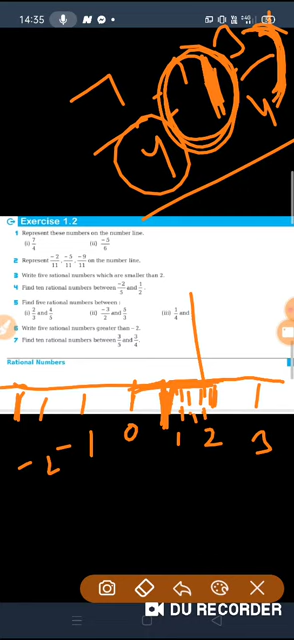 14:35
Exercise 1.2
1 Represent these numbers on the number line.
(i) 7/4 (ii) -5/6
2 Represent -2/11, -5/11, -9/11 on the number line.
3 Write five rational numbers which are smaller than 2.
4 Find ten rational numbers between -2/5 and 1/2.
5 Find five rational numbers between :
(i) 2/3 and 4/5 (ii) -3/2 and 5/3 (iii) 1/4 and
6 Write five rational numbers greater than -2.
7 Find ten rational numbers between 3/5 and 3/4.
Rational Numbers
-2 -1 0 1 2 3
DU RECORDER